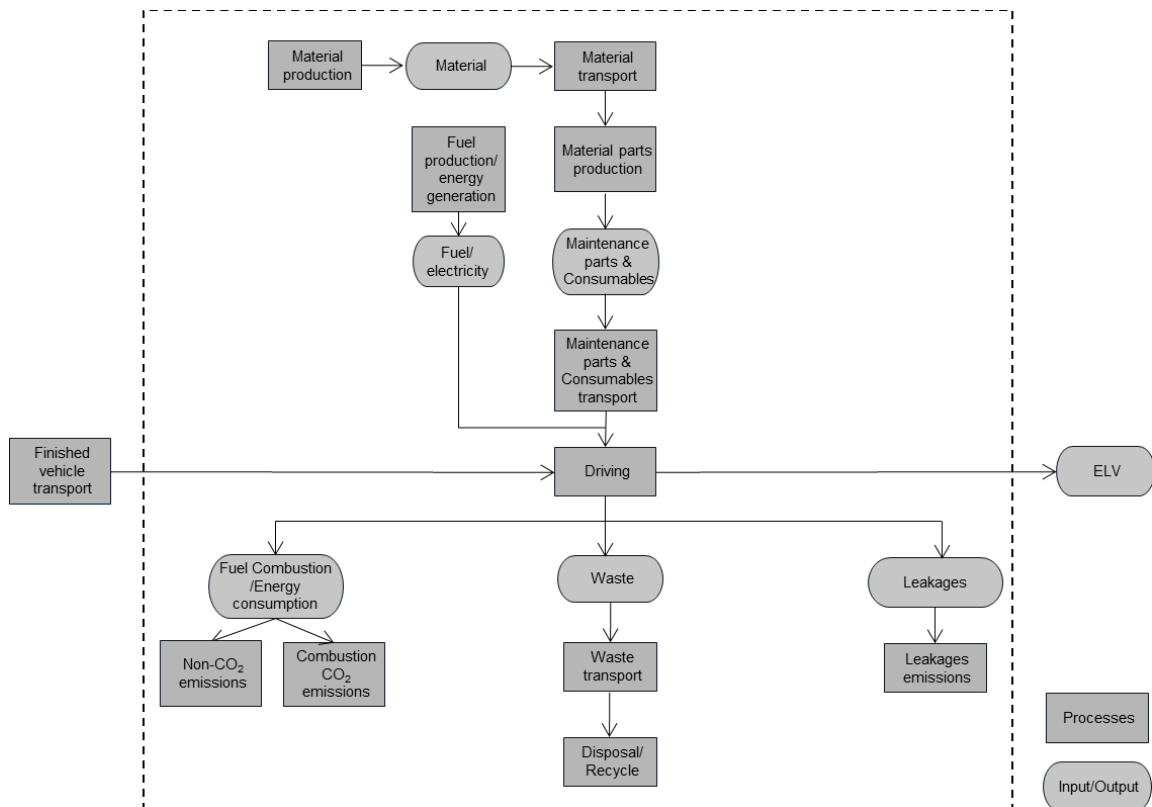 Material
production
Material
Material
transport
Fuel
production/
energy
generation
Material parts
production
Fuel/
electricity
Maintenance
parts &
Consumables
Maintenance
parts &
Consumables
transport
Finished
vehicle
transport
Driving
ELV
Fuel Combustion
/Energy
consumption
Waste
Leakages
Non-CO₂
emissions
Combustion
CO₂
emissions
Waste
transport
Leakages
emissions
Disposal/
Recycle
Processes
Input/Output